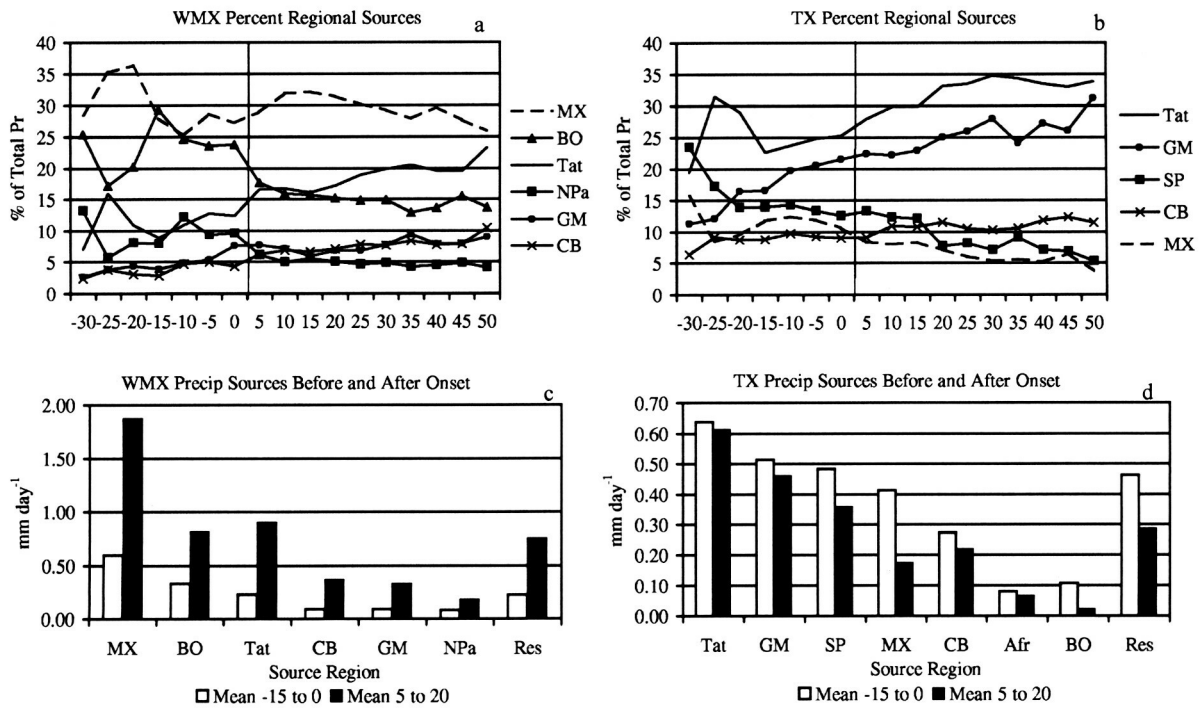 WMX Percent Regional Sources
a
% of Total Pr
40
35
30
25
20
15
10
5
0
-30 -25 -20 -15 -10 -5 0 5 10 15 20 25 30 35 40 45 50
MX
BO
Tat
NPa
GM
CB
TX Percent Regional Sources
b
% of Total Pr
40
35
30
25
20
15
10
5
0
-30 -25 -20 -15 -10 -5 0 5 10 15 20 25 30 35 40 45 50
Tat
GM
SP
CB
MX
WMX Precip Sources Before and After Onset
c
mm day-1
2.00
1.50
1.00
0.50
0.00
MX BO Tat CB GM NPa Res
Source Region
Mean -15 to 0 Mean 5 to 20
TX Precip Sources Before and After Onset
d
mm day-1
0.70
0.60
0.50
0.40
0.30
0.20
0.10
0.00
Tat GM SP MX CB Afr BO Res
Source Region
Mean -15 to 0 Mean 5 to 20